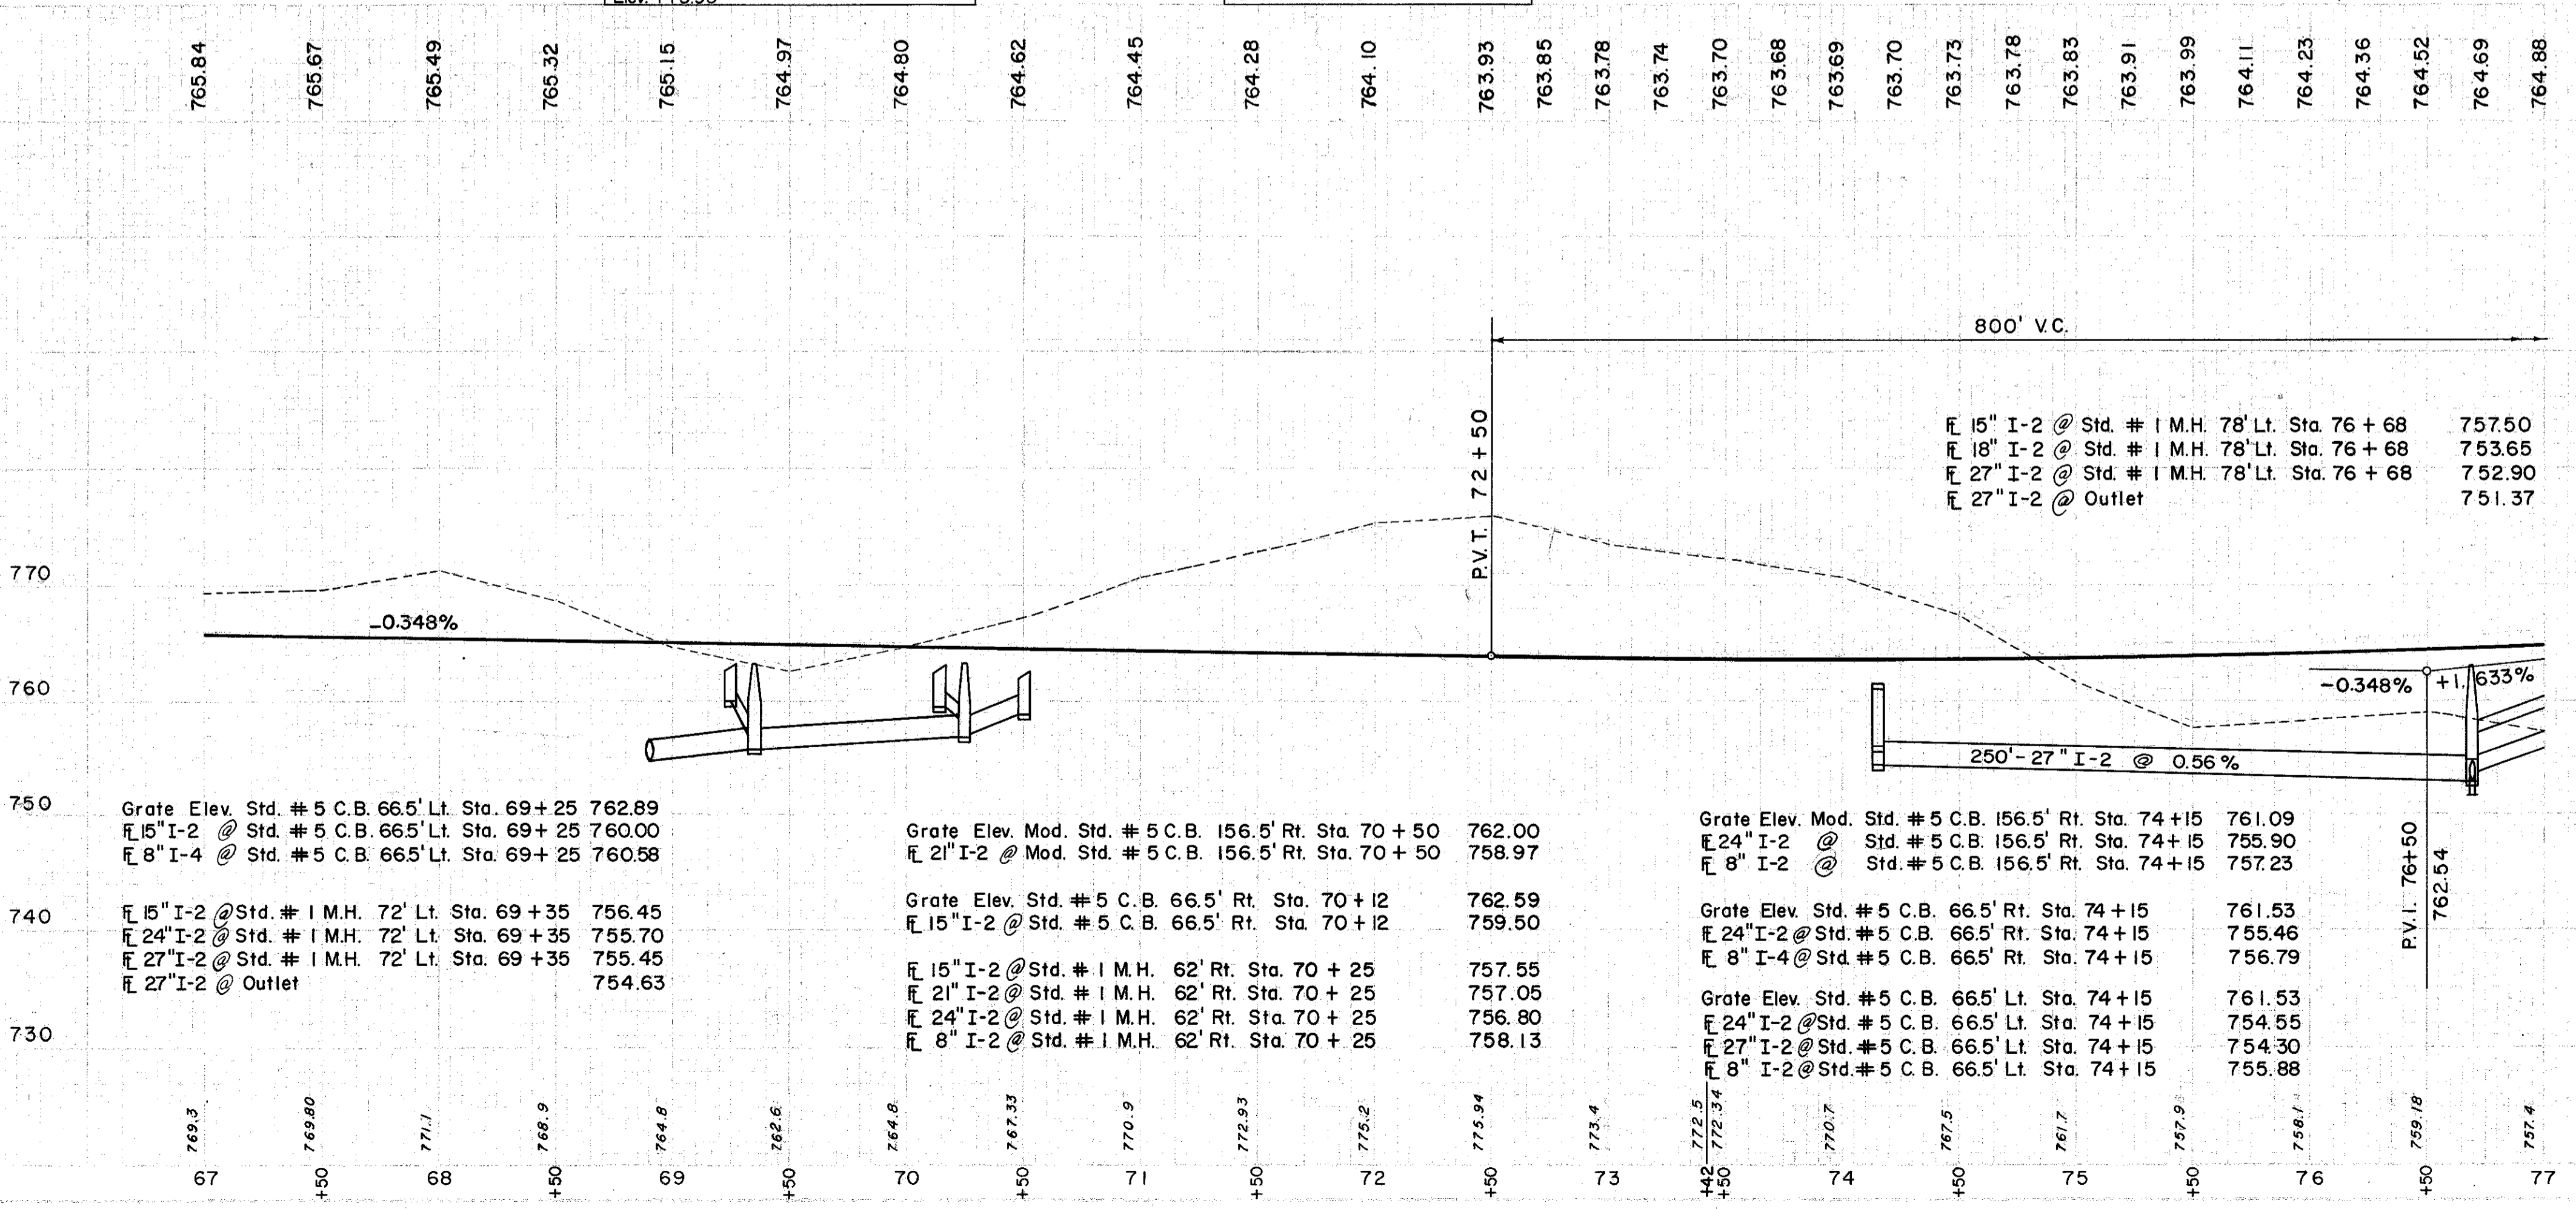 765.84 765.67 765.49 765.32 765.15 764.97 764.80 764.62 764.45 764.28 764.10 763.93 763.85 763.78 763.74 763.70 763.68 763.69 763.70 763.73 763.78 763.83 763.91 763.99 764.11 764.23 764.36 764.52 764.69 764.88
800' V.C.
P.V.T. 72+50
℄ 15" I-2 @ Std. # 1 M.H. 78' Lt. Sta. 76 + 68 757.50
℄ 18" I-2 @ Std. # 1 M.H. 78' Lt. Sta. 76 + 68 753.65
℄ 27" I-2 @ Std. # 1 M.H. 78' Lt. Sta. 76 + 68 752.90
℄ 27" I-2 @ Outlet 751.37
770
-0.348%
760
-0.348% +1.633%
250'-27" I-2 @ 0.56%
750
Grate Elev. Std. # 5 C.B. 66.5' Lt. Sta. 69+25 762.89
℄ 15" I-2 @ Std. # 5 C.B. 66.5' Lt. Sta. 69+25 760.00
℄ 8" I-4 @ Std. # 5 C.B. 66.5' Lt. Sta. 69+25 760.58
740
℄ 15" I-2 @ Std. # 1 M.H. 72' Lt. Sta. 69+35 756.45
℄ 24" I-2 @ Std. # 1 M.H. 72' Lt. Sta. 69+35 755.70
℄ 27" I-2 @ Std. # 1 M.H. 72' Lt. Sta. 69+35 755.45
℄ 27" I-2 @ Outlet 754.63
730
Grate Elev. Mod. Std. # 5 C.B. 156.5' Rt. Sta. 70 + 50 762.00
℄ 21" I-2 @ Mod. Std. # 5 C.B. 156.5' Rt. Sta. 70 + 50 758.97
Grate Elev. Std. # 5 C.B. 66.5' Rt. Sta. 70+12 762.59
℄ 15" I-2 @ Std. # 5 C.B. 66.5' Rt. Sta. 70+12 759.50
℄ 15" I-2 @ Std. # 1 M.H. 62' Rt. Sta. 70 + 25 757.55
℄ 21" I-2 @ Std. # 1 M.H. 62' Rt. Sta. 70 + 25 757.05
℄ 24" I-2 @ Std. # 1 M.H. 62' Rt. Sta. 70 + 25 756.80
℄ 8" I-2 @ Std. # 1 M.H. 62' Rt. Sta. 70 + 25 758.13
Grate Elev. Mod. Std. # 5 C.B. 156.5' Rt. Sta. 74+15 761.09
℄ 24" I-2 @ Std. # 5 C.B. 156.5' Rt. Sta. 74+15 755.90
℄ 8" I-2 @ Std. # 5 C.B. 156.5' Rt. Sta. 74+15 757.23
Grate Elev. Std. # 5 C.B. 66.5' Rt. Sta. 74+15 761.53
℄ 24" I-2 @ Std. # 5 C.B. 66.5' Rt. Sta. 74+15 755.46
℄ 8" I-4 @ Std. # 5 C.B. 66.5' Rt. Sta. 74+15 756.79
Grate Elev. Std. # 5 C.B. 66.5' Lt. Sta. 74+15 761.53
℄ 24" I-2 @ Std. # 5 C.B. 66.5' Lt. Sta. 74+15 754.55
℄ 27" I-2 @ Std. # 5 C.B. 66.5' Lt. Sta. 74+15 754.30
℄ 8" I-2 @ Std. # 5 C.B. 66.5' Lt. Sta. 74+15 755.88
P.V.I. 76+50
762.54
769.3 769.80 771.1 768.9 764.8 762.6 764.8 767.33 770.9 772.93 775.2 775.94 773.4 772.5 772.34 770.7 767.5 761.7 757.9 758.1 759.18 757.4
67 +50 68 +50 69 +50 70 +50 71 +50 72 +50 73 +42 +50 74 +50 75 +50 76 +50 77